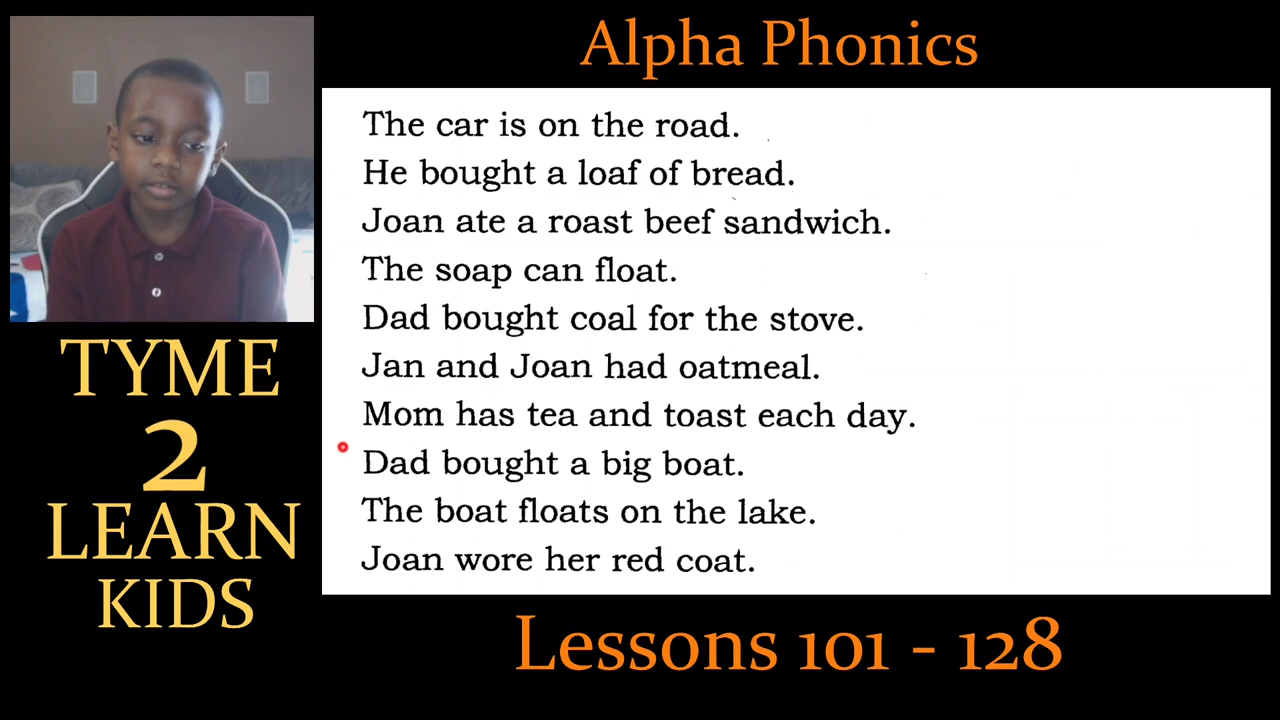 Alpha Phonics
The car is on the road.
He bought a loaf of bread.
Joan ate a roast beef sandwich.
The soap can float.
Dad bought coal for the stove.
Jan and Joan had oatmeal.
Mom has tea and toast each day.
Dad bought a big boat.
The boat floats on the lake.
Joan wore her red coat.
TYME
2
LEARN
KIDS
Lessons 101 - 128